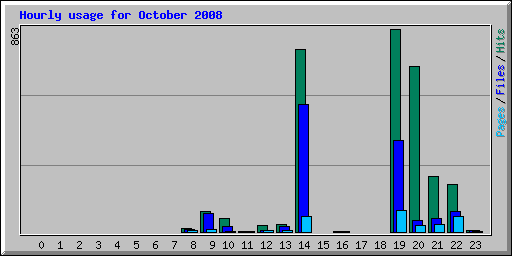 Hourly usage for October 2008
863
Pages / Files / Hits
0 1 2 3 4 5 6 7 8 9 10 11 12 13 14 15 16 17 18 19 20 21 22 23